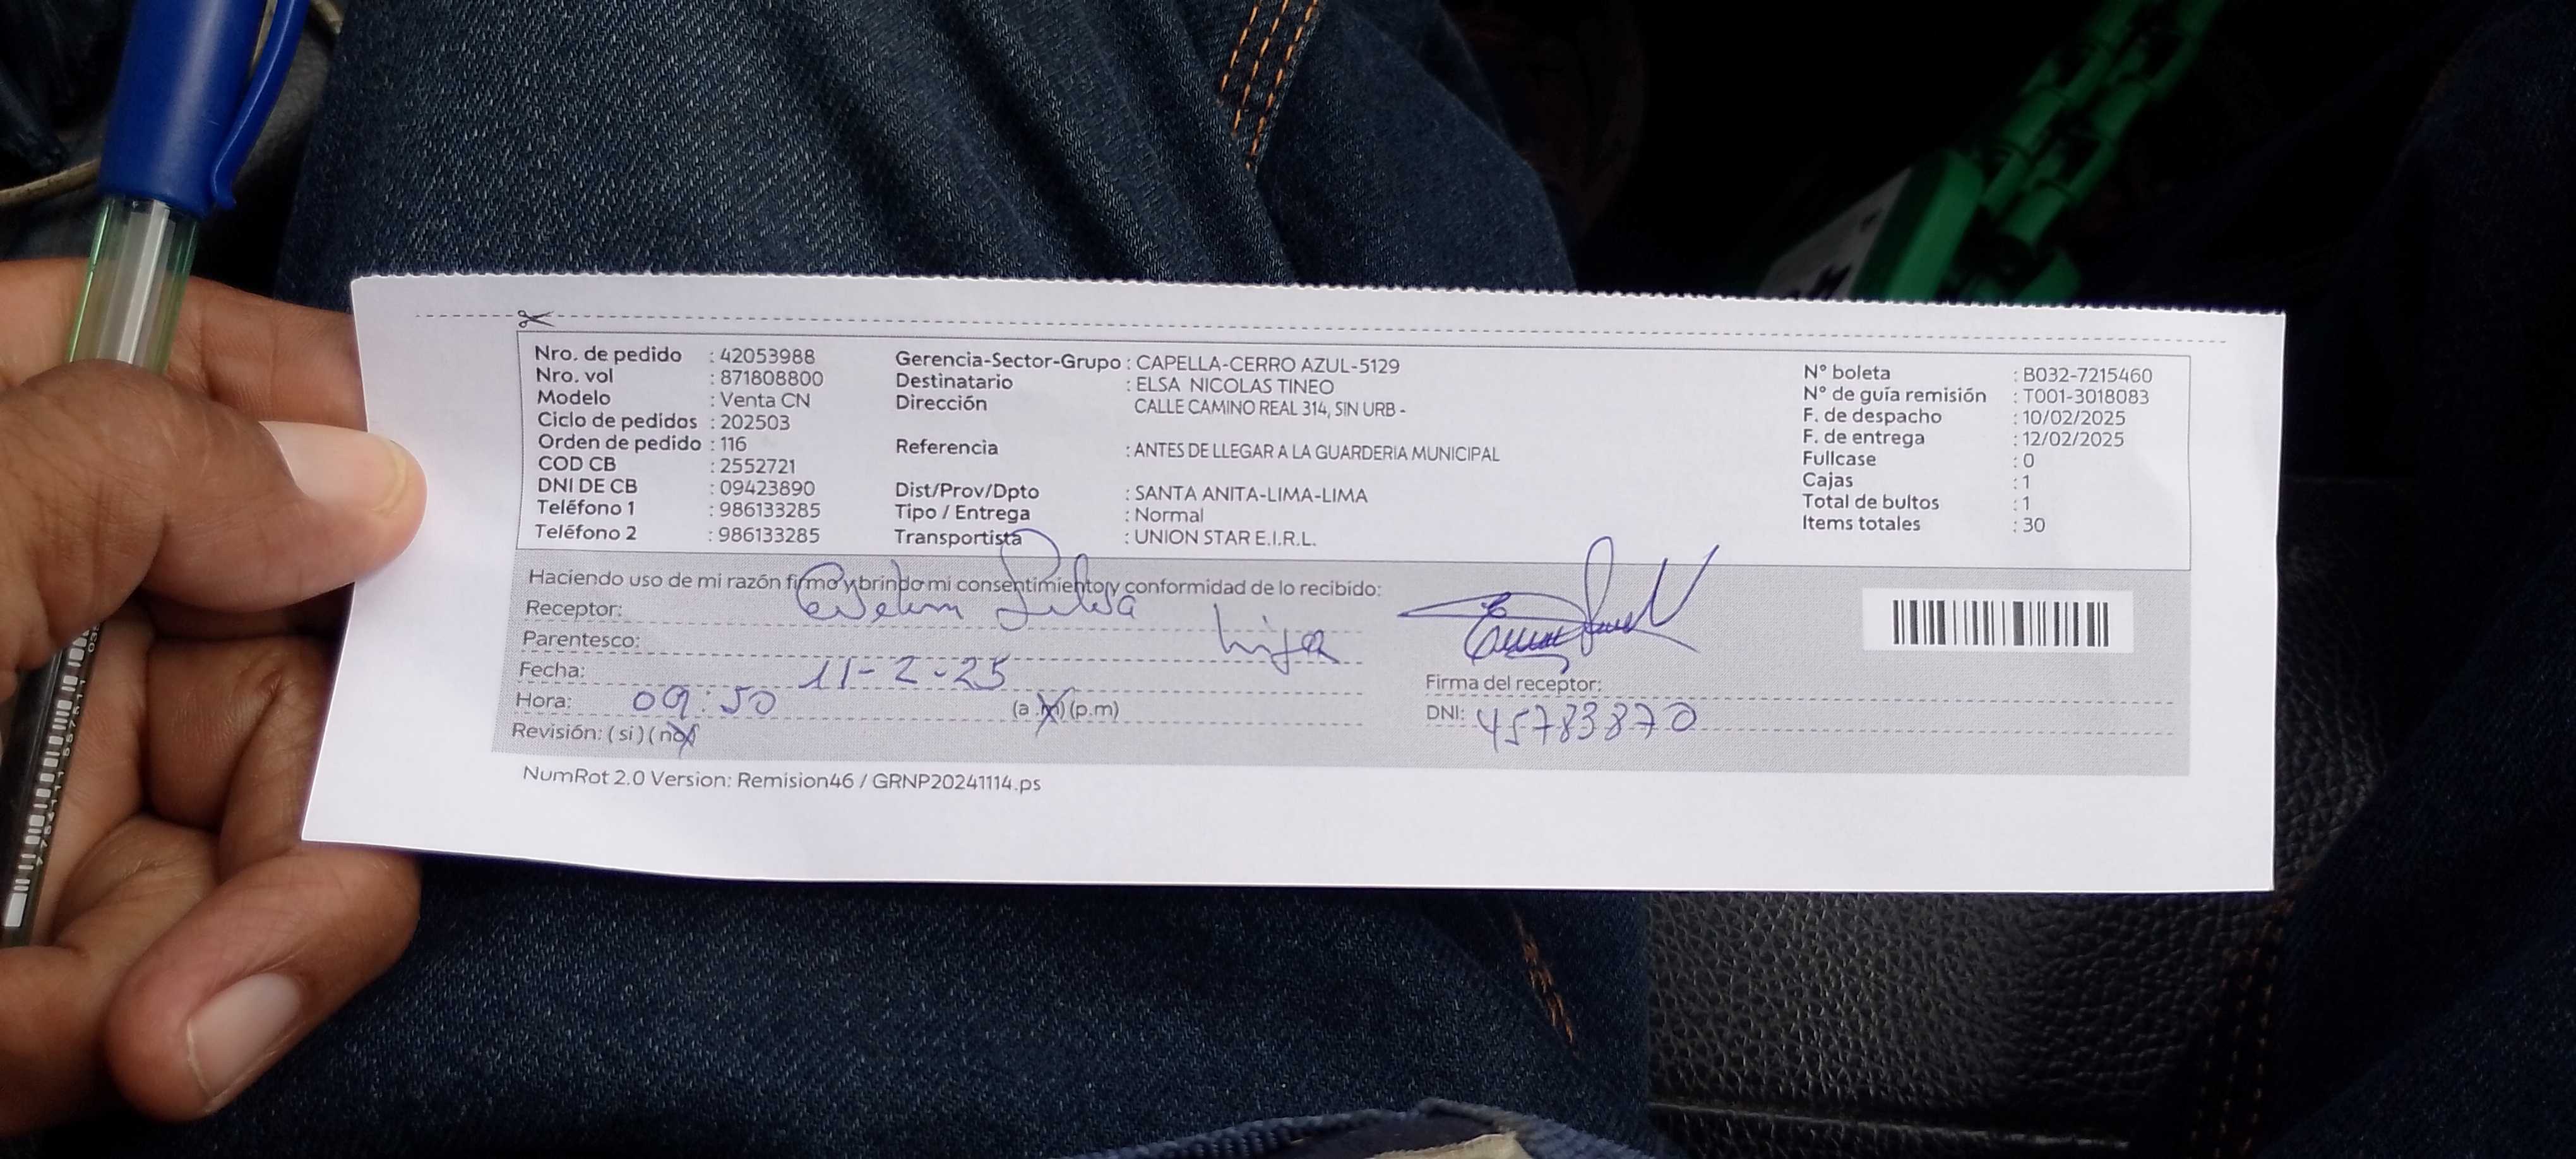 Nro. de pedido : 42053988
Nro. vol : 871808800
Modelo : Venta CN
Ciclo de pedidos : 202503
Orden de pedido : 116
COD CB : 2552721
DNI DE CB : 09423890
Teléfono 1 : 986133285
Teléfono 2 : 986133285
Gerencia-Sector-Grupo : CAPELLA-CERRO AZUL-5129
Destinatario : ELSA NICOLAS TINEO
Dirección CALLE CAMINO REAL 314, SIN URB -
Referencia : ANTES DE LLEGAR A LA GUARDERIA MUNICIPAL
Dist/Prov/Dpto : SANTA ANITA-LIMA-LIMA
Tipo / Entrega : Normal
Transportista : UNION STAR E.I.R.L.
N° boleta : B032-7215460
N° de guía remisión : T001-3018083
F. de despacho : 10/02/2025
F. de entrega : 12/02/2025
Fullcase : 0
Cajas : 1
Total de bultos : 1
Items totales : 30
Haciendo uso de mi razón firmo y brindo mi consentimiento y conformidad de lo recibido:
Receptor: Evelin Silva
Parentesco: hija
Fecha: 11-2-25
Hora: 09:50 (a.m) (p.m)
Revisión: (si) (no)
Firma del receptor:
DNI: 45783870
NumRot 2.0 Version: Remision46 / GRNP20241114.ps